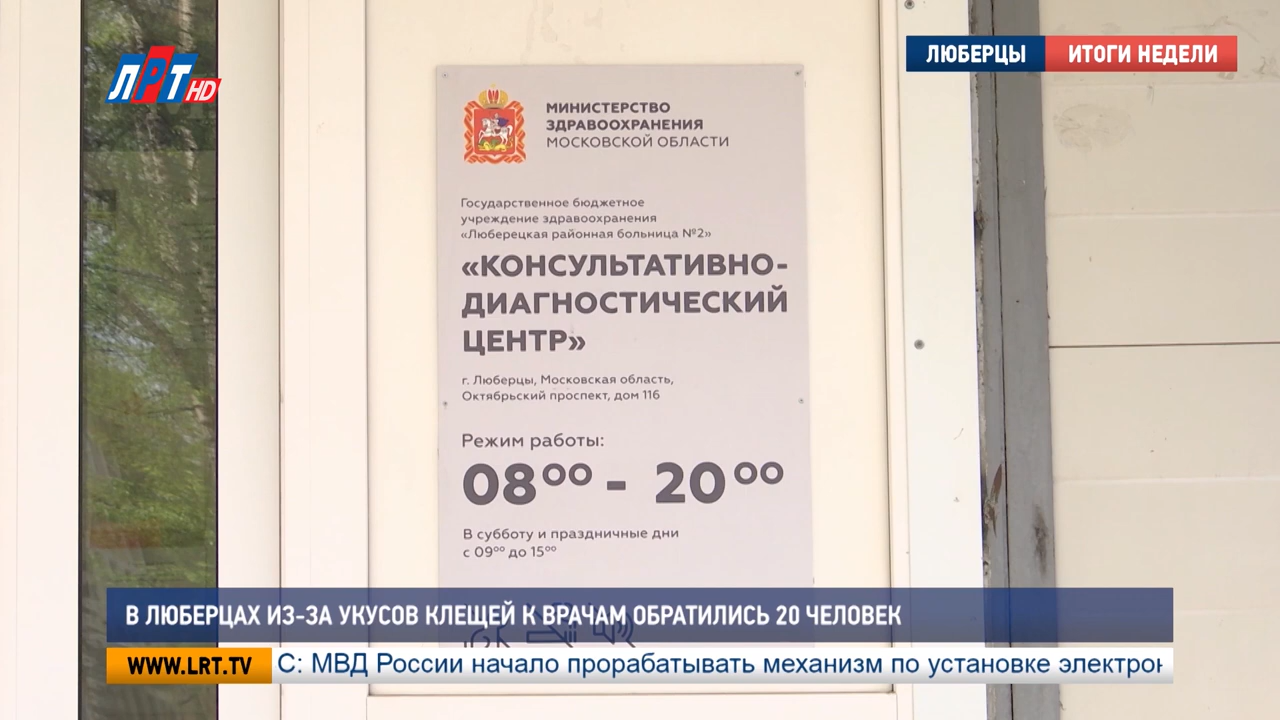 ЛРТ HD
ЛЮБЕРЦЫ ИТОГИ НЕДЕЛИ
МИНИСТЕРСТВО
ЗДРАВООХРАНЕНИЯ
МОСКОВСКОЙ ОБЛАСТИ
Государственное бюджетное
учреждение здравоохранения
«Люберецкая районная больница №2»
«КОНСУЛЬТАТИВНО-
ДИАГНОСТИЧЕСКИЙ
ЦЕНТР»
г. Люберцы, Московская область,
Октябрьский проспект, дом 116
Режим работы:
08⁰⁰ - 20⁰⁰
В субботу и праздничные дни
с 09⁰⁰ до 15⁰⁰
В ЛЮБЕРЦАХ ИЗ-ЗА УКУСОВ КЛЕЩЕЙ К ВРАЧАМ ОБРАТИЛИСЬ 20 ЧЕЛОВЕК
WWW.LRT.TV С: МВД России начало прорабатывать механизм по установке электрон